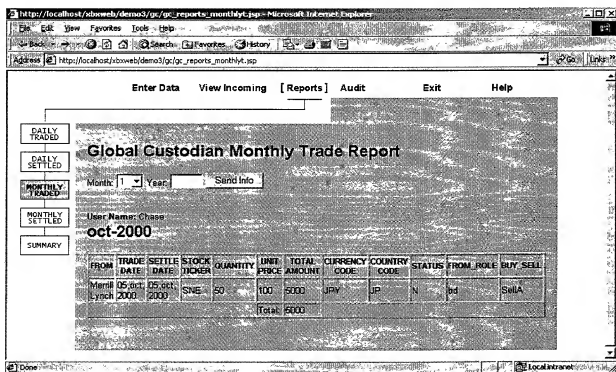 http://localhost/xbxweb/demo3/gc/gc_reports_monthlyt.jsp - Microsoft Internet Explorer
File Edit View Favorites Tools Help
Back Search Favorites History
Address http://localhost/xbxweb/demo3/gc/gc_reports_monthlyt.jsp Go Links »
Enter Data View Incoming [ Reports ] Audit Exit Help
DAILY TRADED
DAILY SETTLED
MONTHLY TRADED
MONTHLY SETTLED
SUMMARY
Global Custodian Monthly Trade Report
Month: 1 Year: Send Info
User Name: Chase
oct-2000
FROM TRADE DATE SETTLE DATE STOCK TICKER QUANTITY UNIT PRICE TOTAL AMOUNT CURRENCY CODE COUNTRY CODE STATUS FROM_ROLE BUY_SELL
Merrill Lynch 05,oct, 2000 05,oct, 2000 SNE 50 100 5000 JPY JP N bd SellA
Total: 5000
Done Local intranet